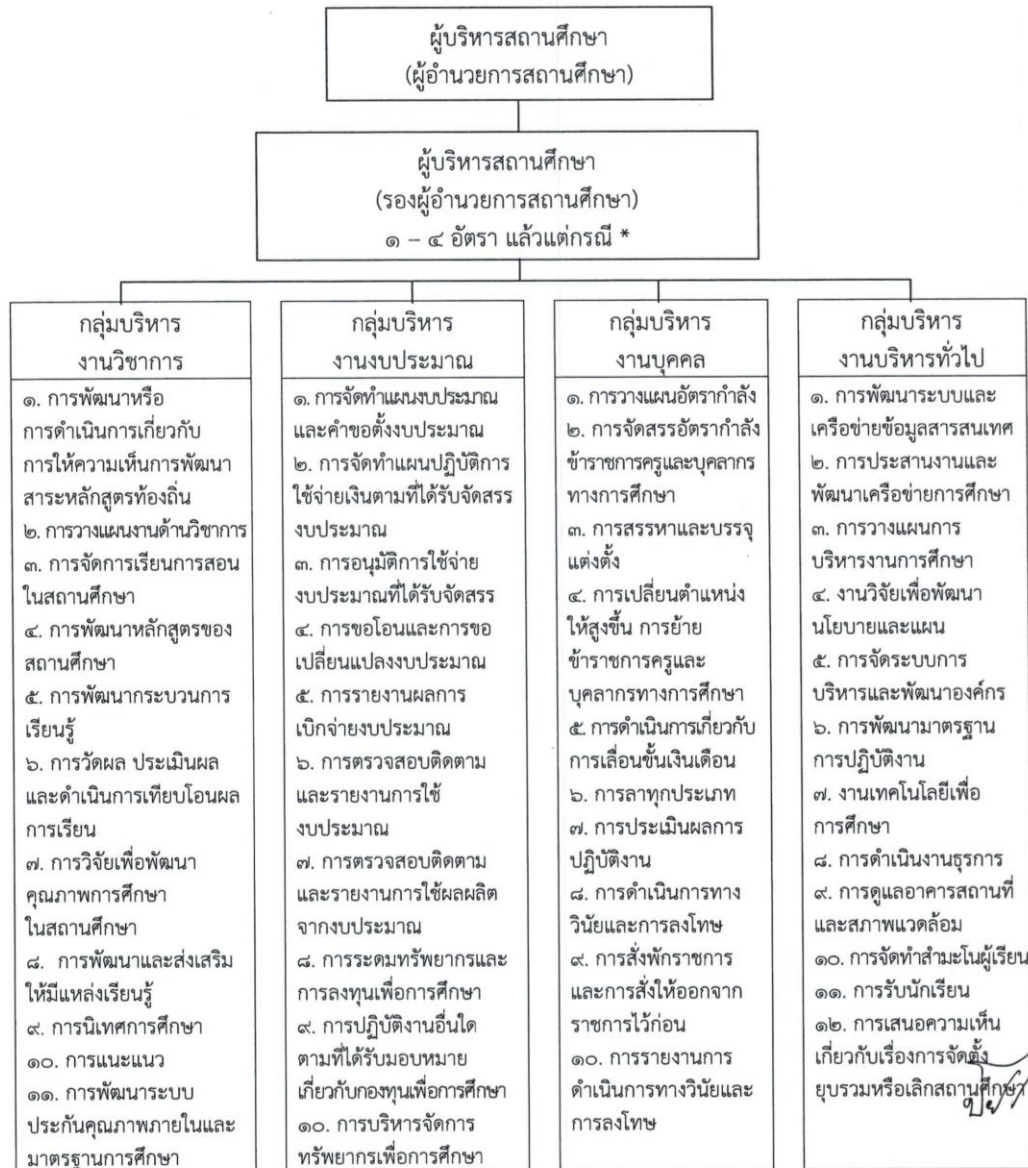 ผู้บริหารสถานศึกษา
(ผู้อำนวยการสถานศึกษา)
ผู้บริหารสถานศึกษา
(รองผู้อำนวยการสถานศึกษา)
๑ – ๔ อัตรา แล้วแต่กรณี *
กลุ่มบริหาร
งานวิชาการ
๑. การพัฒนาหรือ
การดำเนินการเกี่ยวกับ
การให้ความเห็นการพัฒนา
สาระหลักสูตรท้องถิ่น
๒. การวางแผนงานด้านวิชาการ
๓. การจัดการเรียนการสอน
ในสถานศึกษา
๔. การพัฒนาหลักสูตรของ
สถานศึกษา
๕. การพัฒนากระบวนการ
เรียนรู้
๖. การวัดผล ประเมินผล
และดำเนินการเทียบโอนผล
การเรียน
๗. การวิจัยเพื่อพัฒนา
คุณภาพการศึกษา
ในสถานศึกษา
๘. การพัฒนาและส่งเสริม
ให้มีแหล่งเรียนรู้
๙. การนิเทศการศึกษา
๑๐. การแนะแนว
๑๑. การพัฒนาระบบ
ประกันคุณภาพภายในและ
มาตรฐานการศึกษา
กลุ่มบริหาร
งานงบประมาณ
๑. การจัดทำแผนงบประมาณ
และคำขอตั้งงบประมาณ
๒. การจัดทำแผนปฏิบัติการ
ใช้จ่ายเงินตามที่ได้รับจัดสรร
งบประมาณ
๓. การอนุมัติการใช้จ่าย
งบประมาณที่ได้รับจัดสรร
๔. การขอโอนและการขอ
เปลี่ยนแปลงงบประมาณ
๕. การรายงานผลการ
เบิกจ่ายงบประมาณ
๖. การตรวจสอบติดตาม
และรายงานการใช้
งบประมาณ
๗. การตรวจสอบติดตาม
และรายงานการใช้ผลผลิต
จากงบประมาณ
๘. การระดมทรัพยากรและ
การลงทุนเพื่อการศึกษา
๙. การปฏิบัติงานอื่นใด
ตามที่ได้รับมอบหมาย
เกี่ยวกับกองทุนเพื่อการศึกษา
๑๐. การบริหารจัดการ
ทรัพยากรเพื่อการศึกษา
กลุ่มบริหาร
งานบุคคล
๑. การวางแผนอัตรากำลัง
๒. การจัดสรรอัตรากำลัง
ข้าราชการครูและบุคลากร
ทางการศึกษา
๓. การสรรหาและบรรจุ
แต่งตั้ง
๔. การเปลี่ยนตำแหน่ง
ให้สูงขึ้น การย้าย
ข้าราชการครูและ
บุคลากรทางการศึกษา
๕. การดำเนินการเกี่ยวกับ
การเลื่อนขั้นเงินเดือน
๖. การลาทุกประเภท
๗. การประเมินผลการ
ปฏิบัติงาน
๘. การดำเนินการทาง
วินัยและการลงโทษ
๙. การสั่งพักราชการ
และการสั่งให้ออกจาก
ราชการไว้ก่อน
๑๐. การรายงานการ
ดำเนินการทางวินัยและ
การลงโทษ
กลุ่มบริหาร
งานบริหารทั่วไป
๑. การพัฒนาระบบและ
เครือข่ายข้อมูลสารสนเทศ
๒. การประสานงานและ
พัฒนาเครือข่ายการศึกษา
๓. การวางแผนการ
บริหารงานการศึกษา
๔. งานวิจัยเพื่อพัฒนา
นโยบายและแผน
๕. การจัดระบบการ
บริหารและพัฒนาองค์กร
๖. การพัฒนามาตรฐาน
การปฏิบัติงาน
๗. งานเทคโนโลยีเพื่อ
การศึกษา
๘. การดำเนินงานธุรการ
๙. การดูแลอาคารสถานที่
และสภาพแวดล้อม
๑๐. การจัดทำสำมะโนผู้เรียน
๑๑. การรับนักเรียน
๑๒. การเสนอความเห็น
เกี่ยวกับเรื่องการจัดตั้ง
ยุบรวมหรือเลิกสถานศึกษา